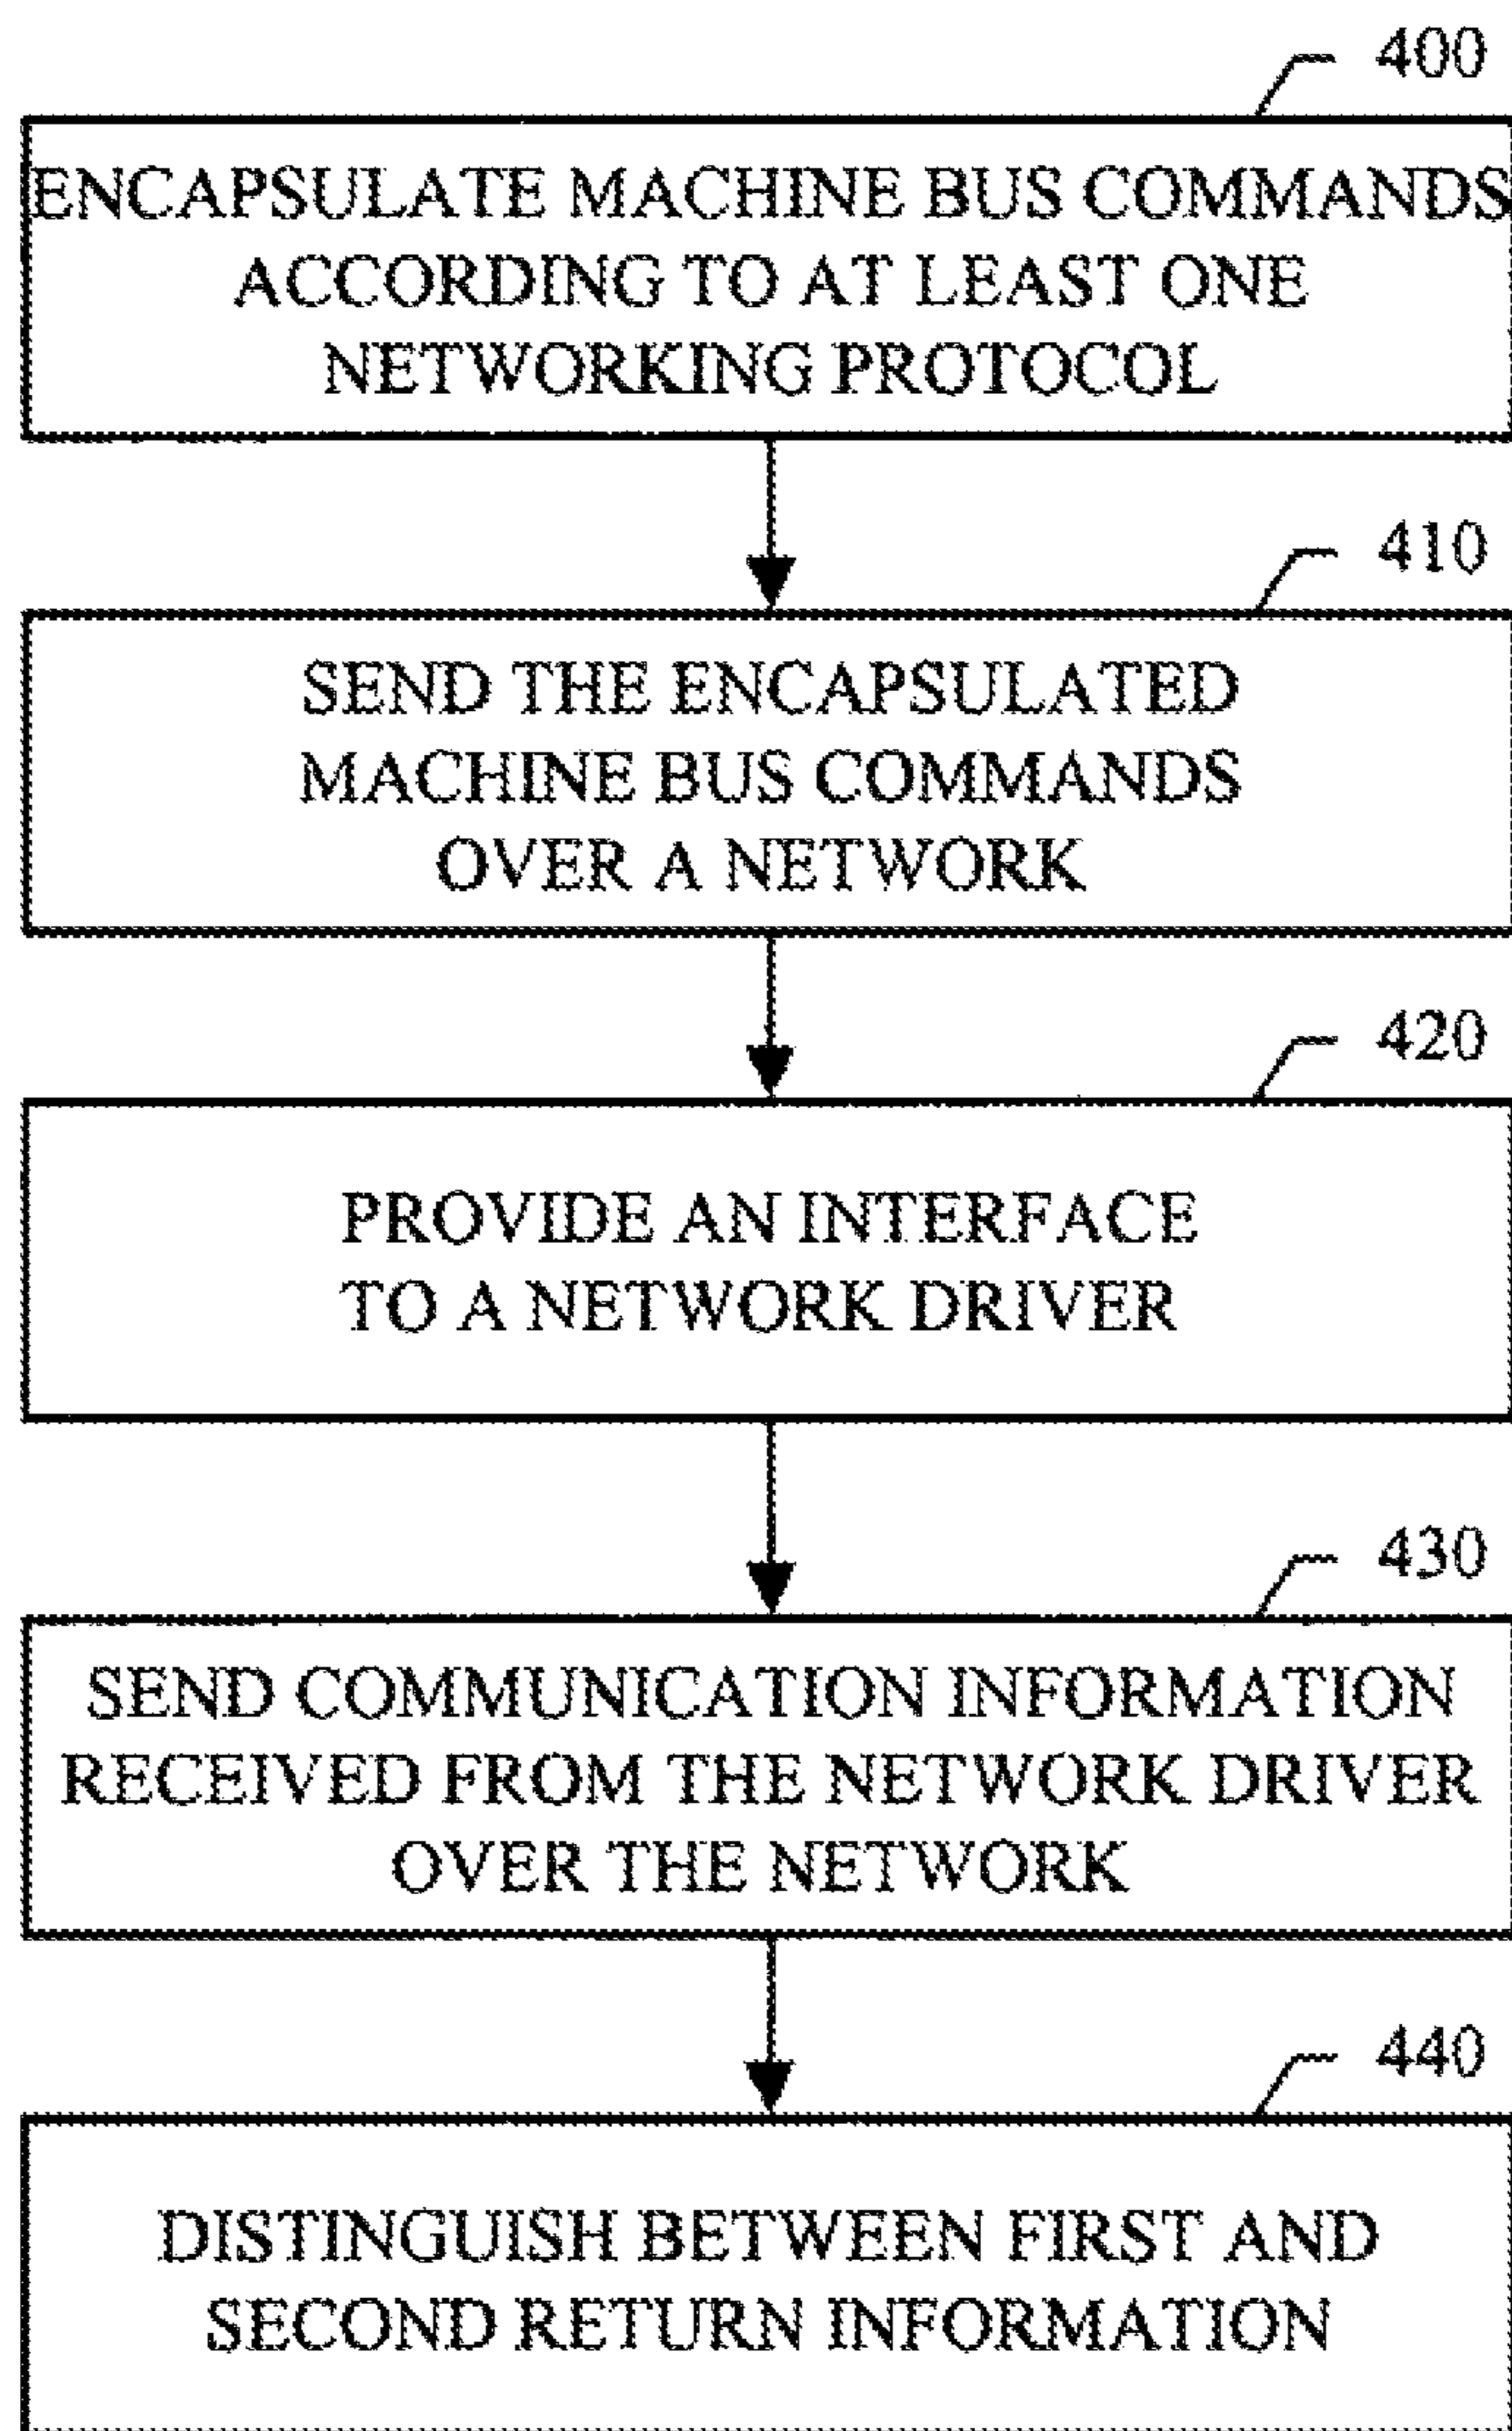 400
ENCAPSULATE MACHINE BUS COMMANDS
ACCORDING TO AT LEAST ONE
NETWORKING PROTOCOL
410
SEND THE ENCAPSULATED
MACHINE BUS COMMANDS
OVER A NETWORK
420
PROVIDE AN INTERFACE
TO A NETWORK DRIVER
430
SEND COMMUNICATION INFORMATION
RECEIVED FROM THE NETWORK DRIVER
OVER THE NETWORK
440
DISTINGUISH BETWEEN FIRST AND
SECOND RETURN INFORMATION